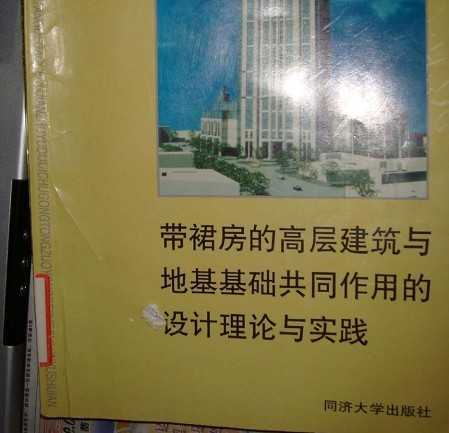 带裙房的高层建筑与
地基基础共同作用的
设计理论与实践
同济大学出版社